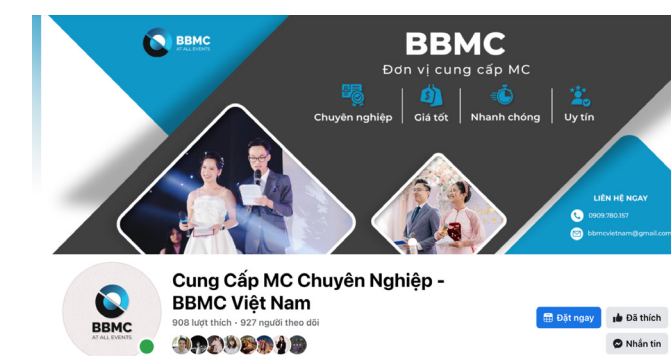 BBMC
AT ALL EVENTS
BBMC
Đơn vị cung cấp MC
Chuyên nghiệp
Giá tốt
Nhanh chóng
Uy tín
LIÊN HỆ NGAY
0909.780.157
bbmcvietnam@gmail.com
BBMC
AT ALL EVENTS
Cung Cấp MC Chuyên Nghiệp -
BBMC Việt Nam
908 lượt thích • 927 người theo dõi
Đặt ngay
Đã thích
Nhắn tin